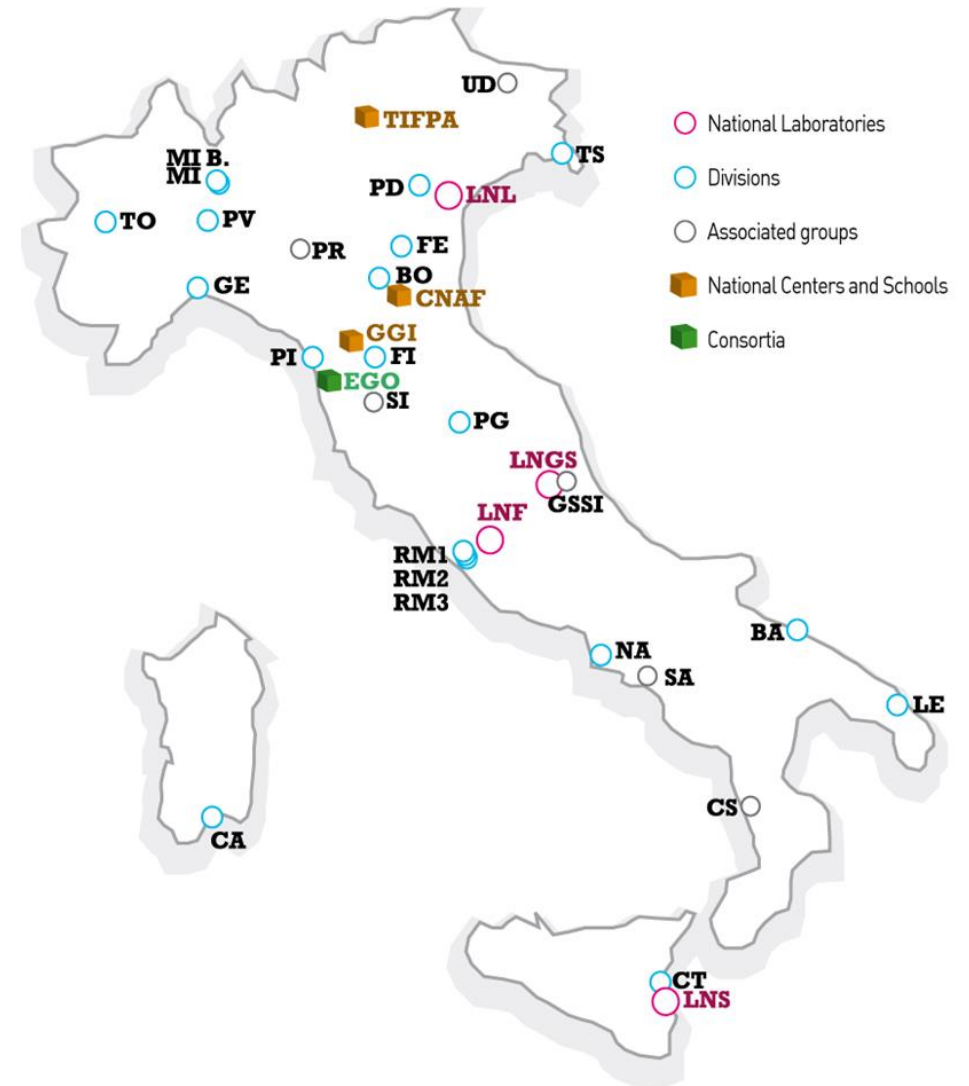 UD
TIFPA
National Laboratories
MI B.
MI
TS
PD
LNL
Divisions
TO
PV
PR
FE
Associated groups
BO
GE
CNAF
National Centers and Schools
GGI
PI
FI
Consortia
EGO
SI
PG
LNGS
GSSI
LNF
RM1
RM2
RM3
BA
NA
SA
LE
CS
CA
CT
LNS